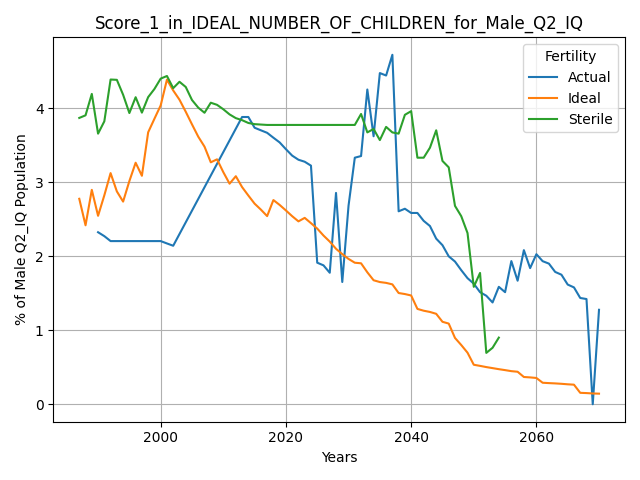 Score_1_in_IDEAL_NUMBER_OF_CHILDREN_for_Male_Q2_IQ
Fertility
Actual
Ideal
Sterile
% of Male Q2_IQ Population
4
3
2
1
0
2000 2020 2040 2060
Years